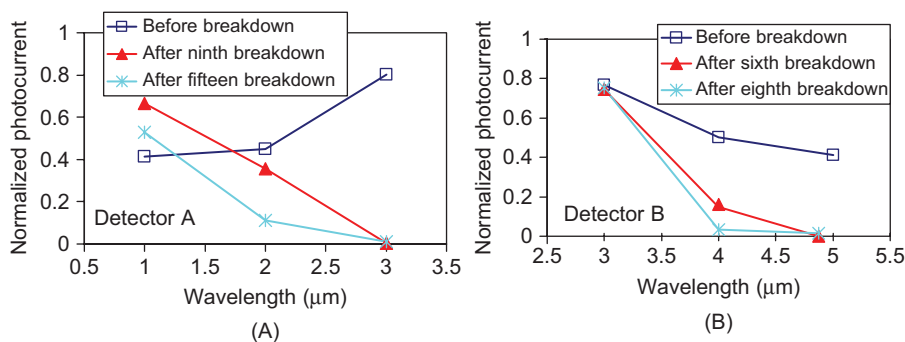 Normalized photocurrent
1
0.8
0.6
0.4
0.2
0
Before breakdown
After ninth breakdown
After fifteen breakdown
Detector A
0.5 1 1.5 2 2.5 3 3.5
Wavelength (μm)
(A)
Normalized photocurrent
1
0.8
0.6
0.4
0.2
0
Before breakdown
After sixth breakdown
After eighth breakdown
Detector B
2.5 3 3.5 4 4.5 5 5.5
Wavelength (μm)
(B)